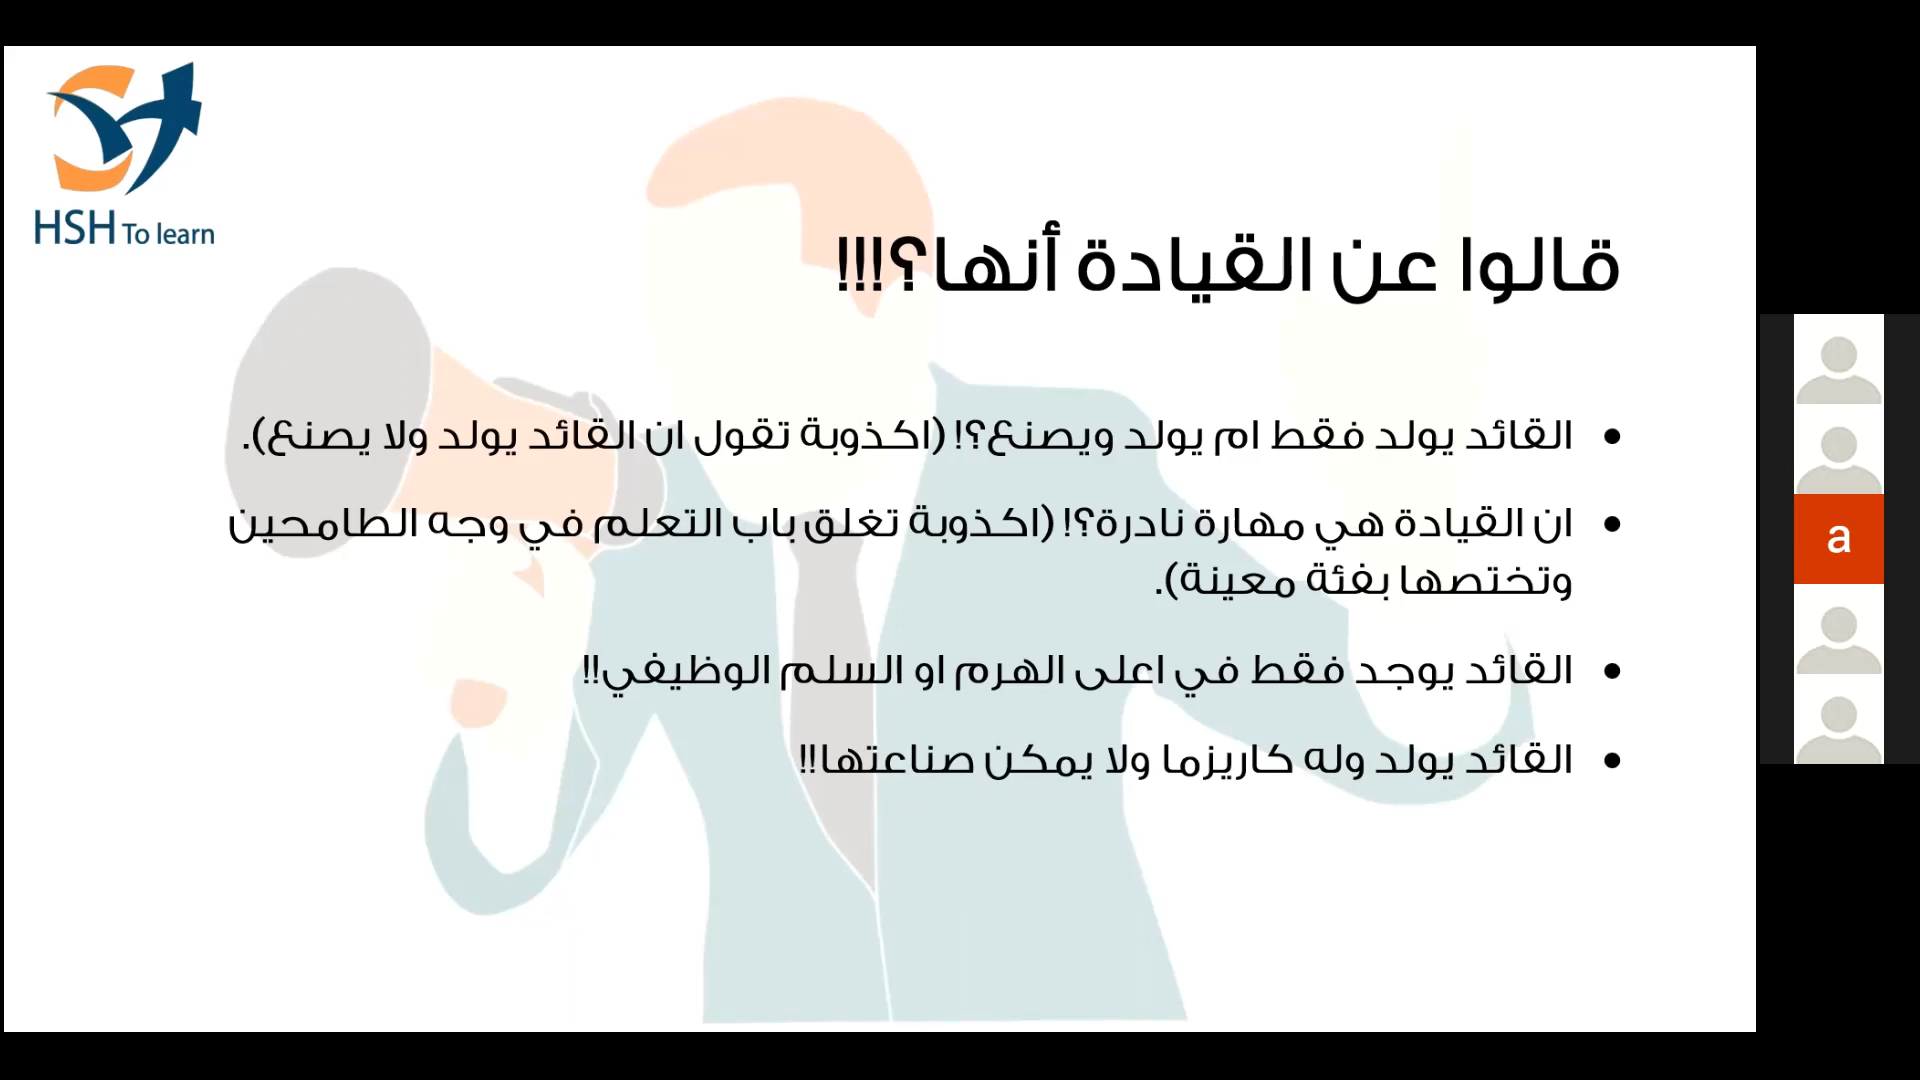 HSH To learn
قالوا عن القيادة أنها؟!!!
• القائد يولد فقط ام يولد ويصنع؟! (اكذوبة تقول ان القائد يولد ولا يصنع).
• ان القيادة هي مهارة نادرة؟! (اكذوبة تغلق باب التعلم في وجه الطامحين
وتختصها بفئة معينة).
• القائد يوجد فقط في اعلى الهرم او السلم الوظيفي!!
• القائد يولد وله كاريزما ولا يمكن صناعتها!!
a